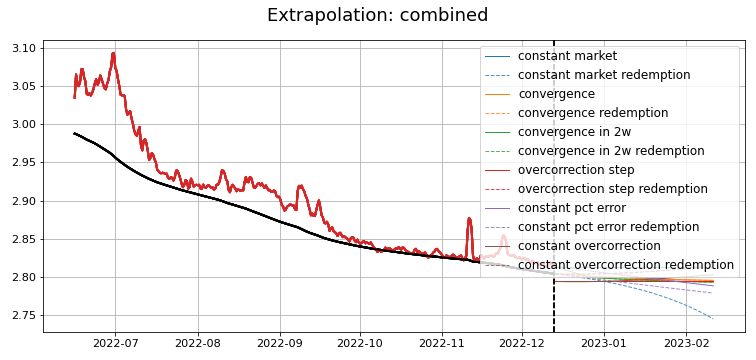 Extrapolation: combined
3.10
3.05
3.00
2.95
2.90
2.85
2.80
2.75
constant market
constant market redemption
convergence
convergence redemption
convergence in 2w
convergence in 2w redemption
overcorrection step
overcorrection step redemption
constant pct error
constant pct error redemption
constant overcorrection
constant overcorrection redemption
2022-07 2022-08 2022-09 2022-10 2022-11 2022-12 2023-01 2023-02